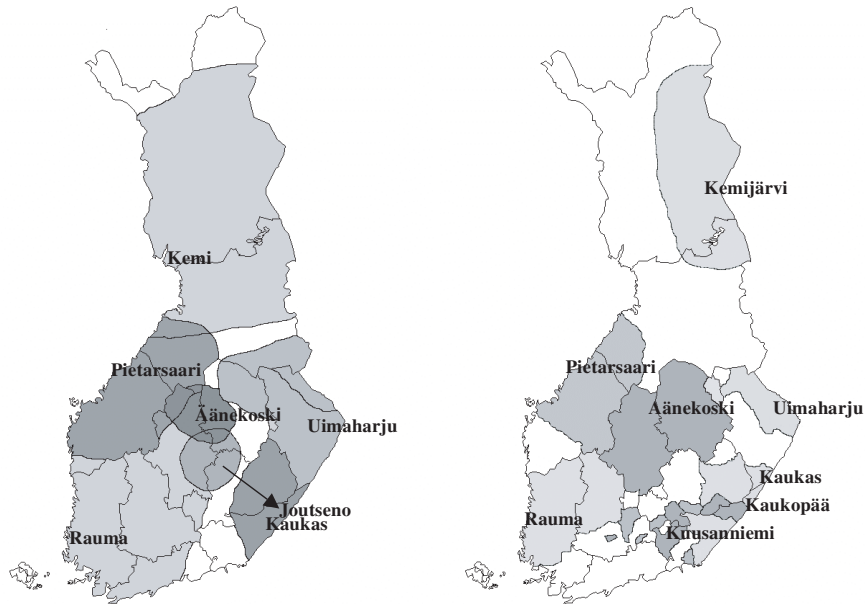 Kemi
Pietarsaari
Äänekoski
Uimaharju
Joutseno
Kaukas
Rauma
Kemijärvi
Pietarsaari
Äänekoski
Uimaharju
Kaukas
Kaukopää
Rauma
Kuusanniemi